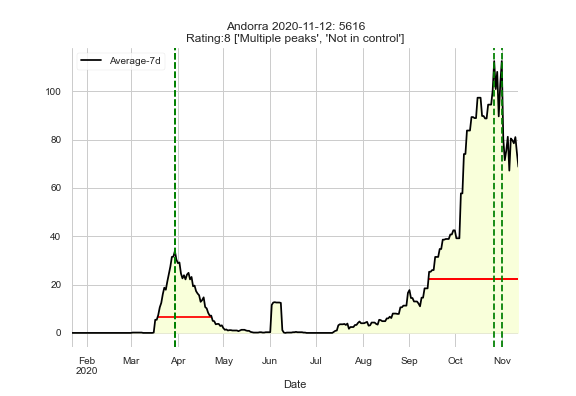 Andorra 2020-11-12: 5616
Rating:8 ['Multiple peaks', 'Not in control']
Average-7d
100
80
60
40
20
0
Feb Mar Apr May Jun Jul Aug Sep Oct Nov
2020
Date